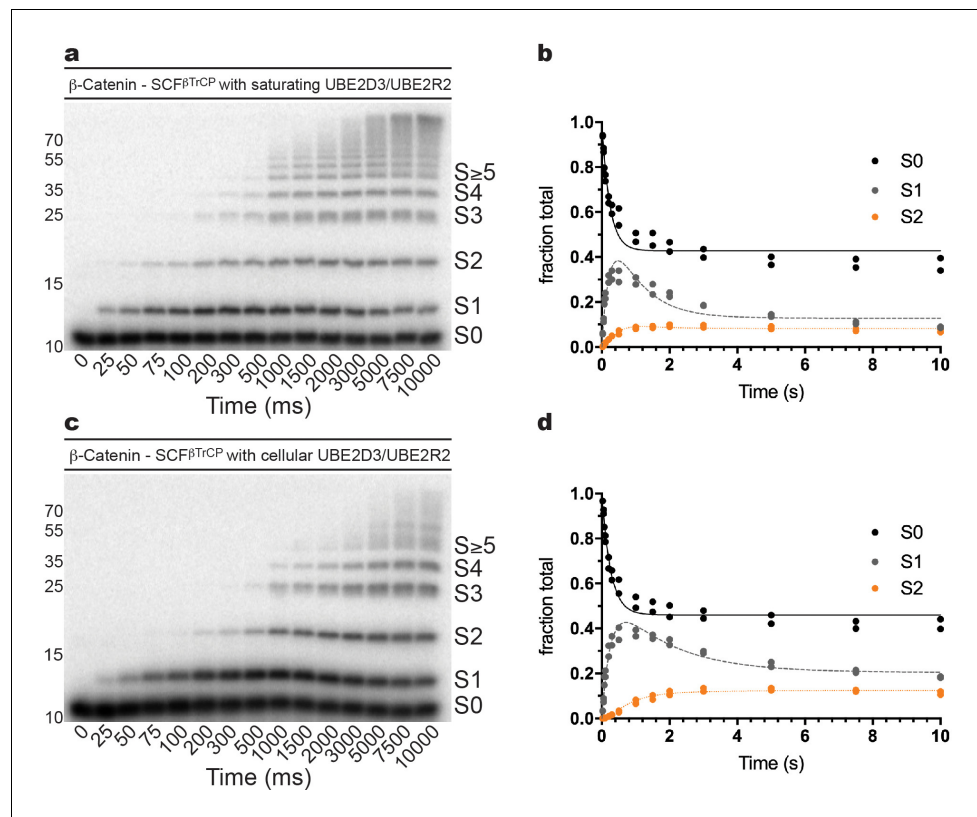 a
β-Catenin - SCFβTrCP with saturating UBE2D3/UBE2R2
70
55
35
25
15
10
S≥5
S4
S3
S2
S1
S0
0 25 50 75 100 200 300 500 1000 1500 2000 3000 5000 7500 10000
Time (ms)
b
fraction total
1.0
0.8
0.6
0.4
0.2
0.0
0 2 4 6 8 10
Time (s)
S0
S1
S2
c
β-Catenin - SCFβTrCP with cellular UBE2D3/UBE2R2
70
55
35
25
15
10
S≥5
S4
S3
S2
S1
S0
0 25 50 75 100 200 300 500 1000 1500 2000 3000 5000 7500 10000
Time (ms)
d
fraction total
1.0
0.8
0.6
0.4
0.2
0.0
0 2 4 6 8 10
Time (s)
S0
S1
S2